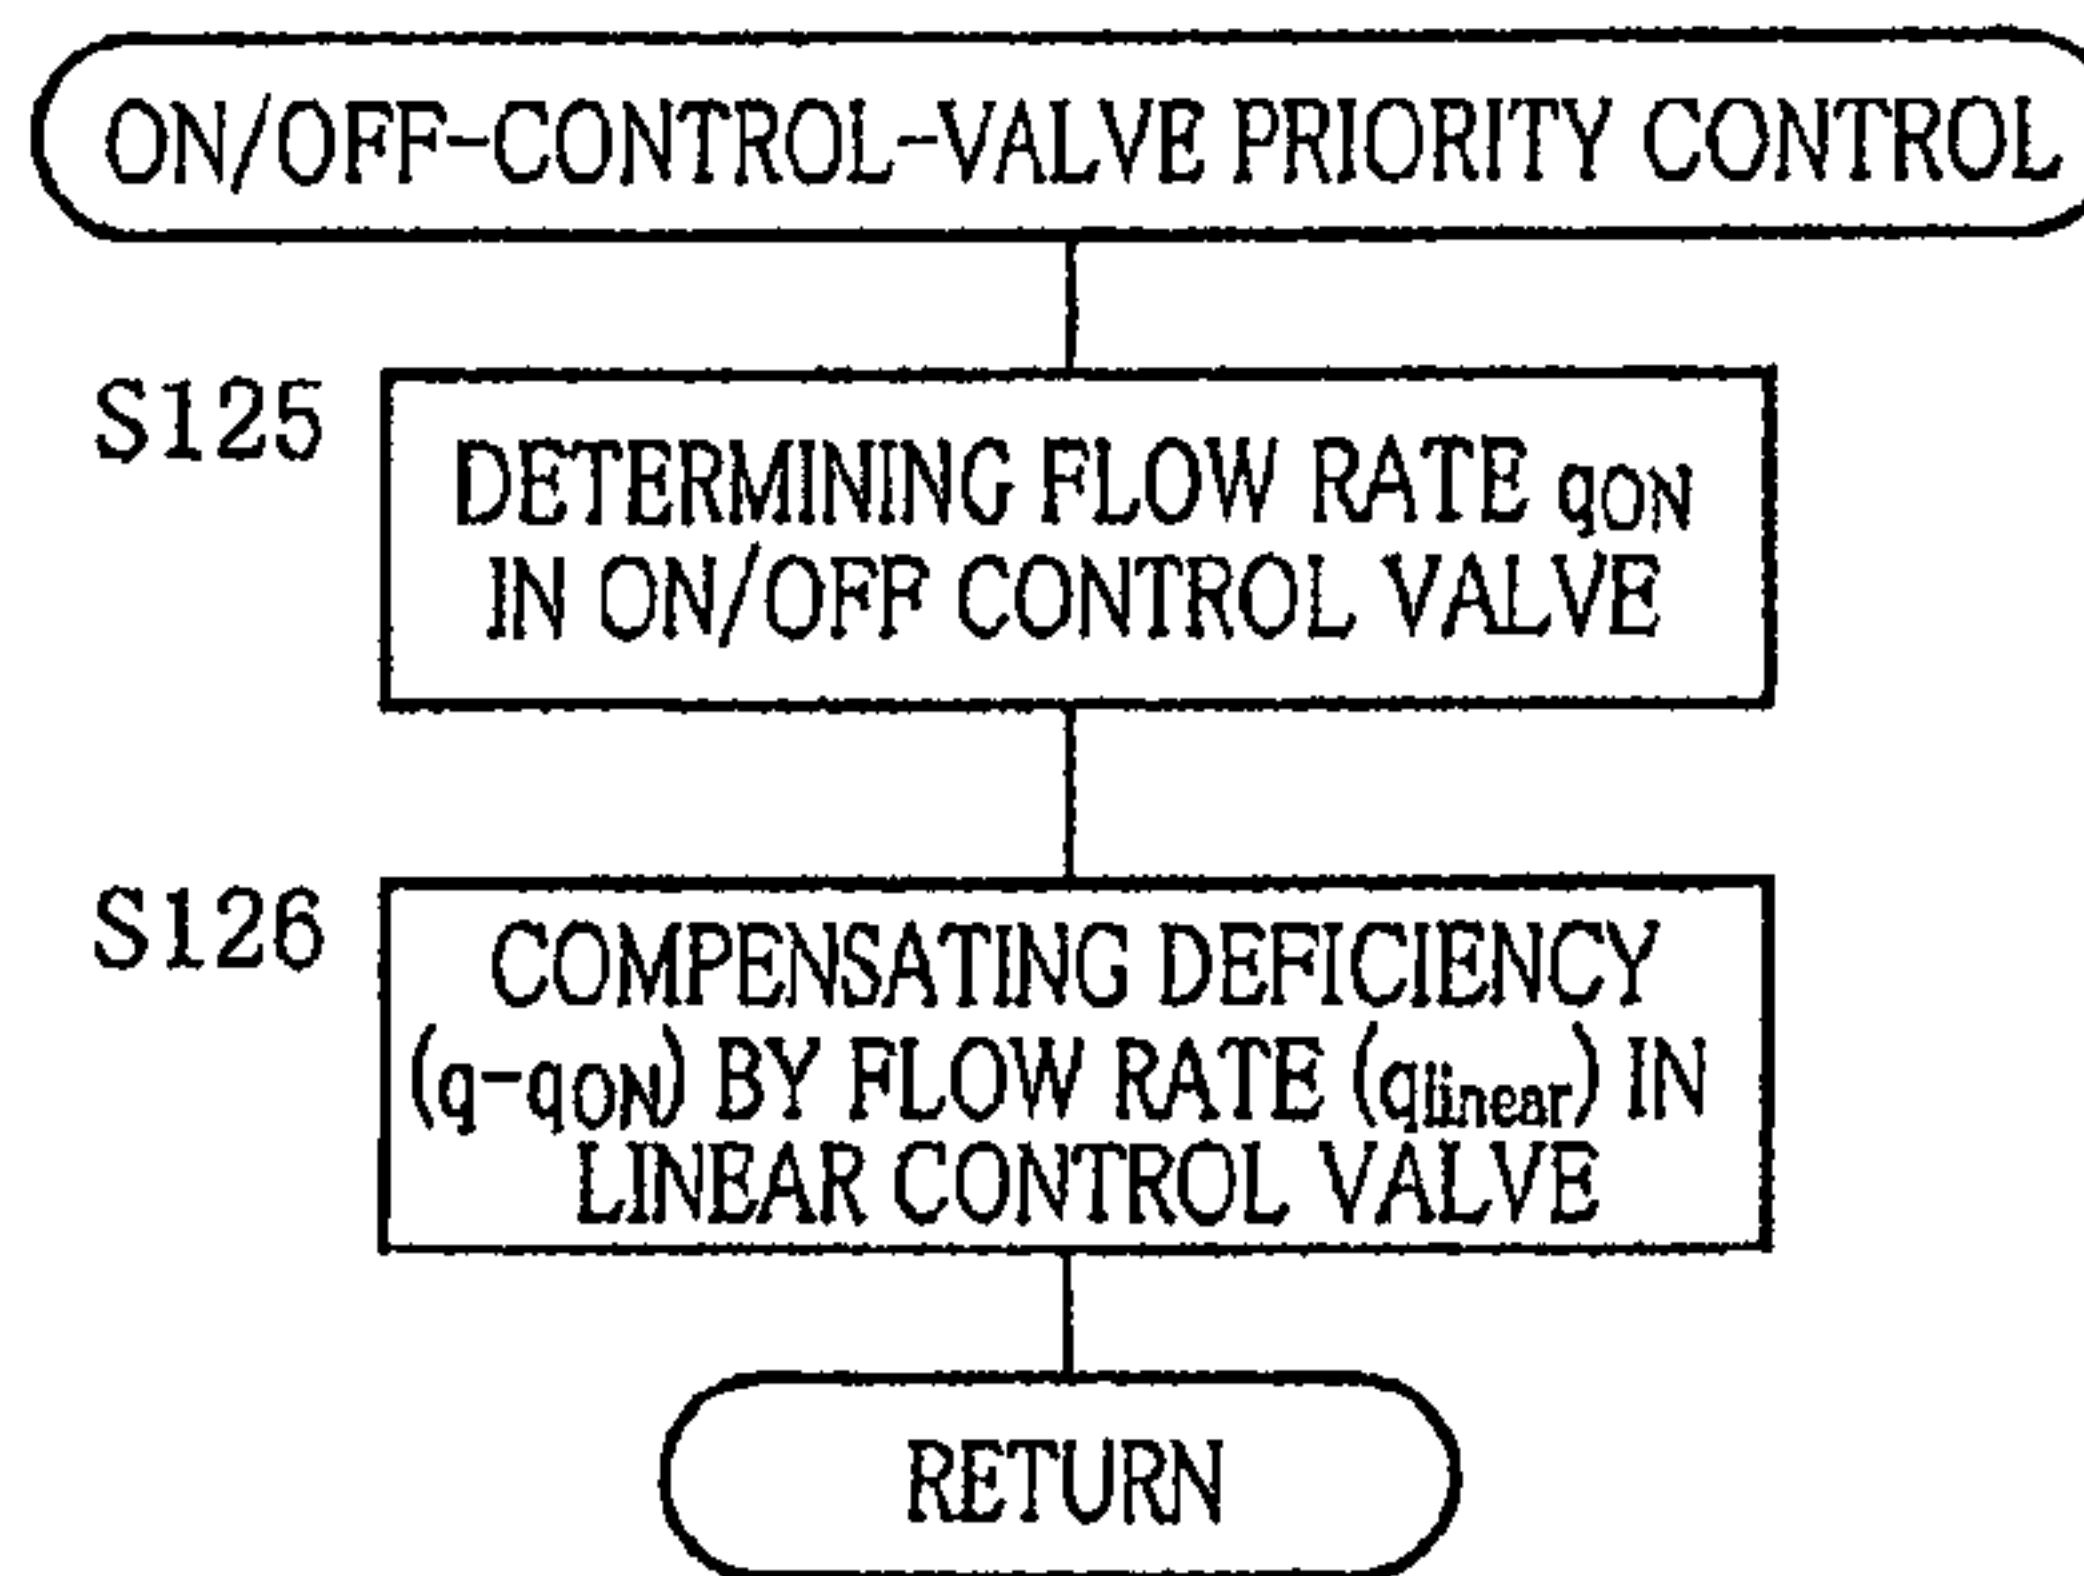 ON/OFF-CONTROL-VALVE PRIORITY CONTROL
S125
DETERMINING FLOW RATE qON
IN ON/OFF CONTROL VALVE
S126
COMPENSATING DEFICIENCY
(q-qON) BY FLOW RATE (qlinear) IN
LINEAR CONTROL VALVE
RETURN